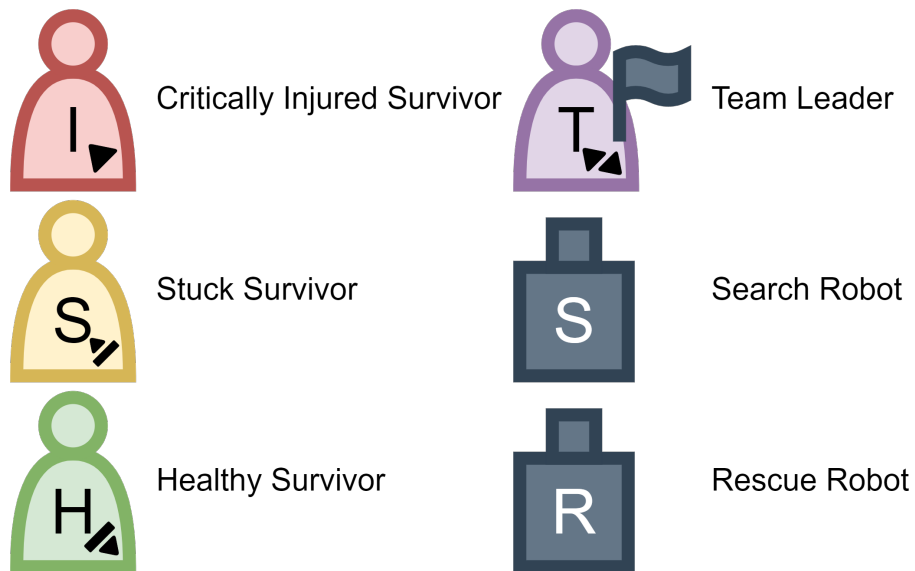 I Critically Injured Survivor
T Team Leader
S Stuck Survivor
S Search Robot
H Healthy Survivor
R Rescue Robot